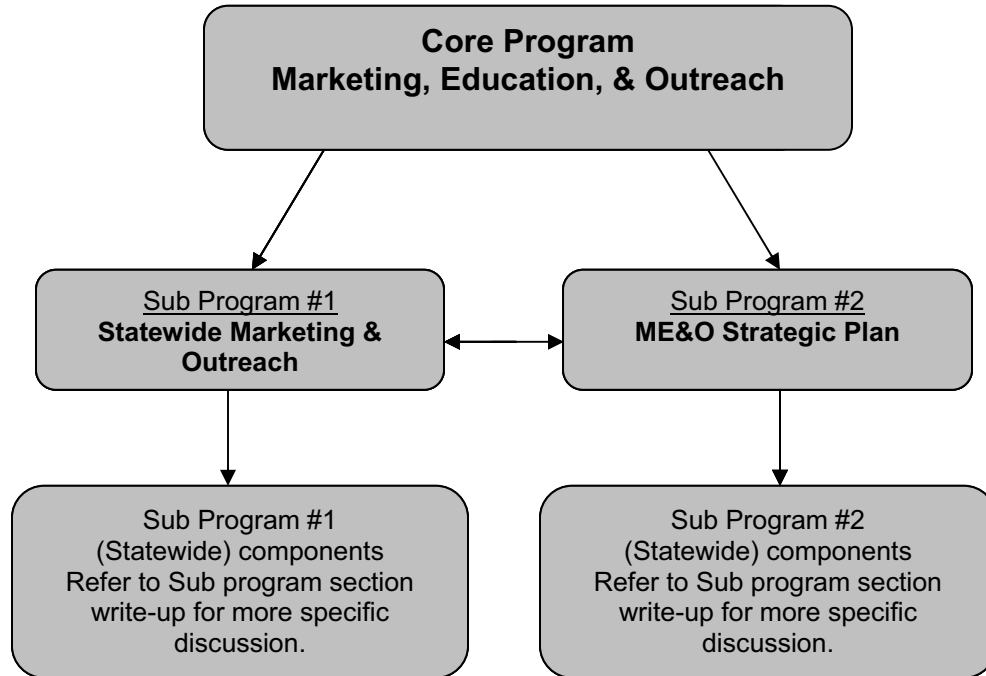 Core Program
Marketing, Education, & Outreach
Sub Program #1
Statewide Marketing &
Outreach
Sub Program #2
ME&O Strategic Plan
Sub Program #1
(Statewide) components
Refer to Sub program section
write-up for more specific
discussion.
Sub Program #2
(Statewide) components
Refer to Sub program section
write-up for more specific
discussion.